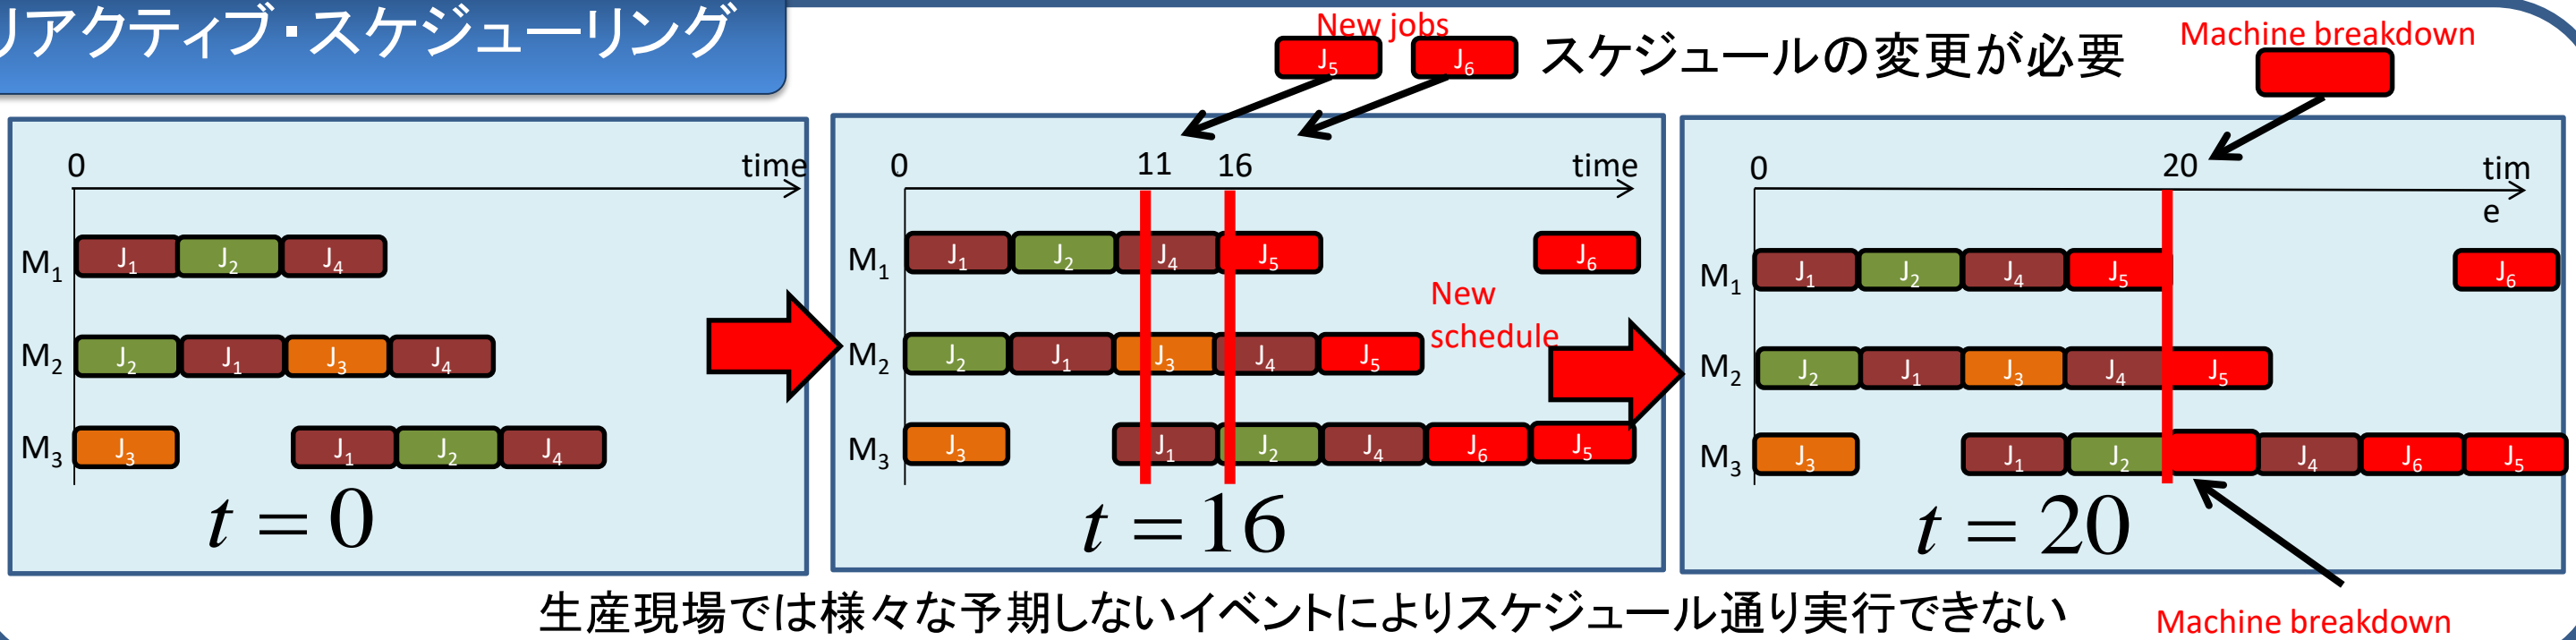 リアクティブ・スケジューリング
New jobs
J5 J6
スケジュールの変更が必要
Machine breakdown
0 time
M1 J1 J2 J4
M2 J2 J1 J3 J4
M3 J3 J1 J2 J4
t = 0
0 11 16 time
M1 J1 J2 J4 J5 J6
New
schedule
M2 J2 J1 J3 J4 J5
M3 J3 J1 J2 J4 J6 J5
t = 16
0 20 tim
e
M1 J1 J2 J4 J5 J6
M2 J2 J1 J3 J4 J5
M3 J3 J1 J2 J4 J6 J5
t = 20
生産現場では様々な予期しないイベントによりスケジュール通り実行できない
Machine breakdown